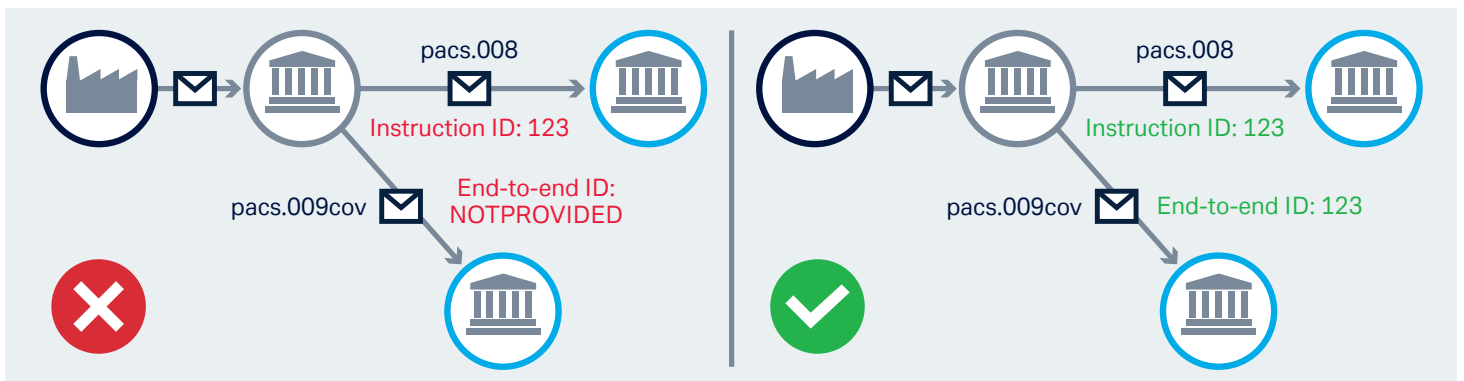 pacs.008
Instruction ID: 123
End-to-end ID:
NOTPROVIDED
pacs.009cov
pacs.008
Instruction ID: 123
pacs.009cov
End-to-end ID: 123